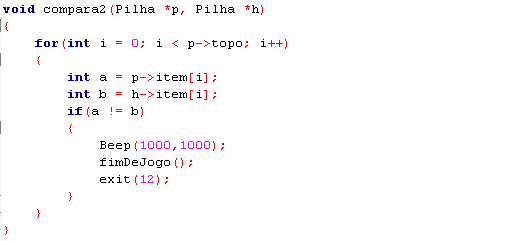 void compara2(Pilha *p, Pilha *h)
{
    for(int i = 0; i < p->topo; i++)
    {
        int a = p->item[i];
        int b = h->item[i];
        if(a != b)
        {
            Beep(1000,1000);
            fimDeJogo();
            exit(12);
        }
    }
}